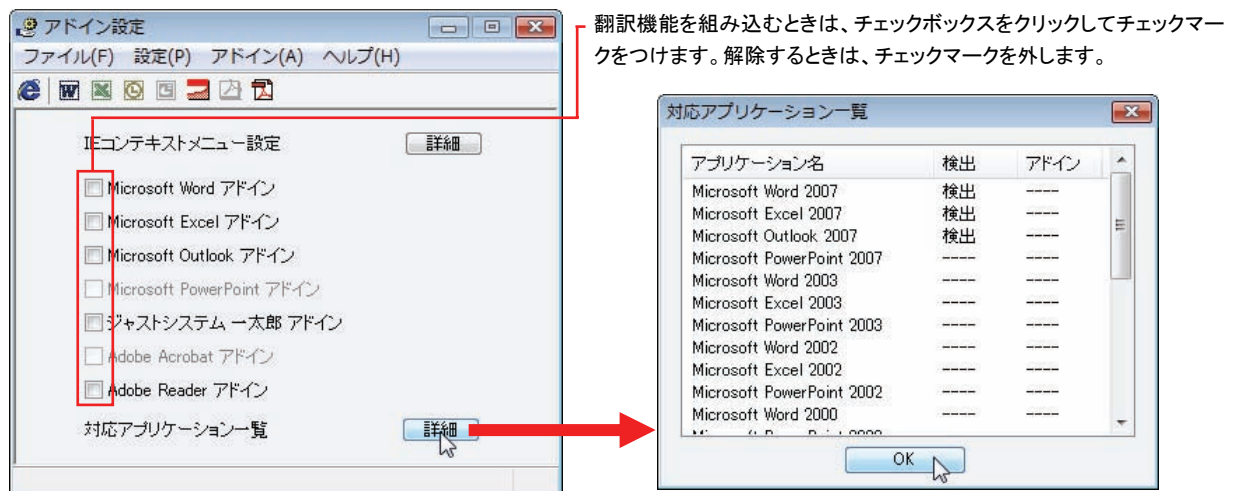 アドイン設定
ファイル(F) 設定(P) アドイン(A) ヘルプ(H)
IEコンテキストメニュー設定 詳細
Microsoft Word アドイン
Microsoft Excel アドイン
Microsoft Outlook アドイン
Microsoft PowerPoint アドイン
ジャストシステム 一太郎 アドイン
Adobe Acrobat アドイン
Adobe Reader アドイン
対応アプリケーション一覧 詳細
翻訳機能を組み込むときは、チェックボックスをクリックしてチェックマー
クをつけます。解除するときは、チェックマークを外します。
対応アプリケーション一覧
アプリケーション名 検出 アドイン
Microsoft Word 2007 検出 ----
Microsoft Excel 2007 検出 ----
Microsoft Outlook 2007 検出 ----
Microsoft PowerPoint 2007 ---- ----
Microsoft Word 2003 ---- ----
Microsoft Excel 2003 ---- ----
Microsoft PowerPoint 2003 ---- ----
Microsoft Word 2002 ---- ----
Microsoft Excel 2002 ---- ----
Microsoft PowerPoint 2002 ---- ----
Microsoft Word 2000 ---- ----
OK